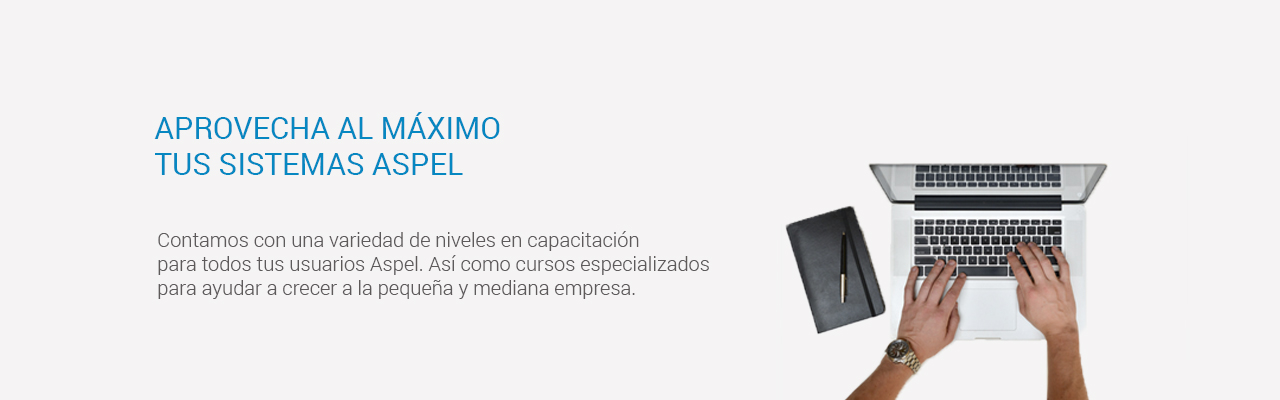 APROVECHA AL MÁXIMO
TUS SISTEMAS ASPEL
Contamos con una variedad de niveles en capacitación
para todos tus usuarios Aspel. Así como cursos especializados
para ayudar a crecer a la pequeña y mediana empresa.